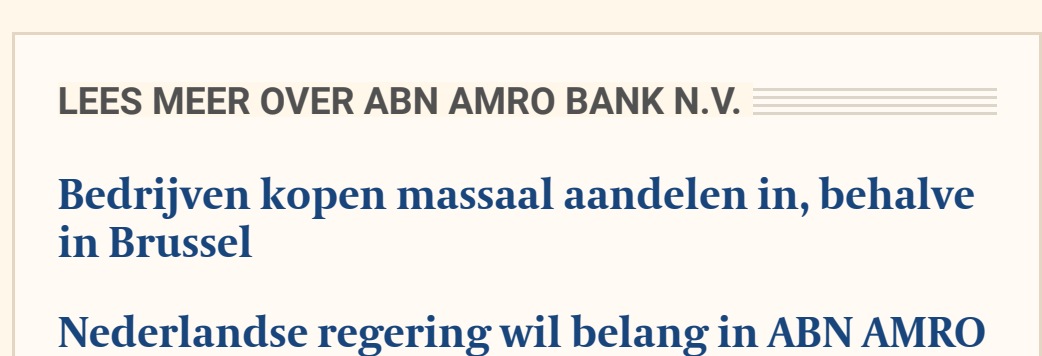 LEES MEER OVER ABN AMRO BANK N.V.
Bedrijven kopen massaal aandelen in, behalve
in Brussel
Nederlandse regering wil belang in ABN AMRO